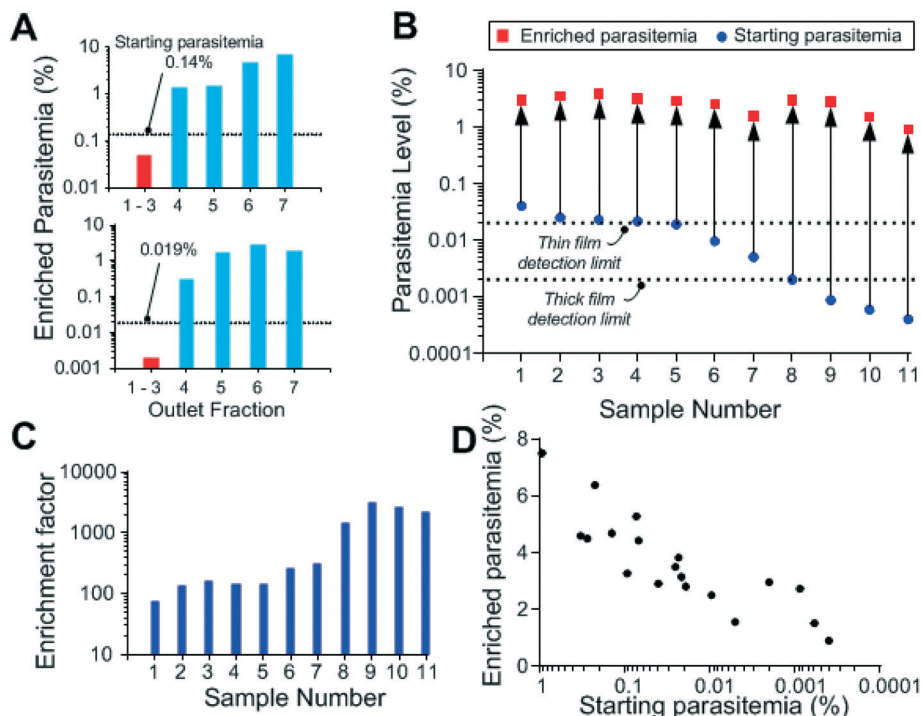 A
Enriched Parasitemia (%)
Starting parasitemia
0.14%
10
1
0.1
0.01
1 - 3 4 5 6 7
0.019%
10
1
0.1
0.01
0.001
1 - 3 4 5 6 7
Outlet Fraction
B
Enriched parasitemia Starting parasitemia
Parasitemia Level (%)
10
1
0.1
0.01
0.001
0.0001
Thin film
detection limit
Thick film
detection limit
1 2 3 4 5 6 7 8 9 10 11
Sample Number
C
Enrichment factor
10000
1000
100
10
1 2 3 4 5 6 7 8 9 10 11
Sample Number
D
Enriched parasitemia (%)
8
6
4
2
0
1 0.1 0.01 0.001 0.0001
Starting parasitemia (%)